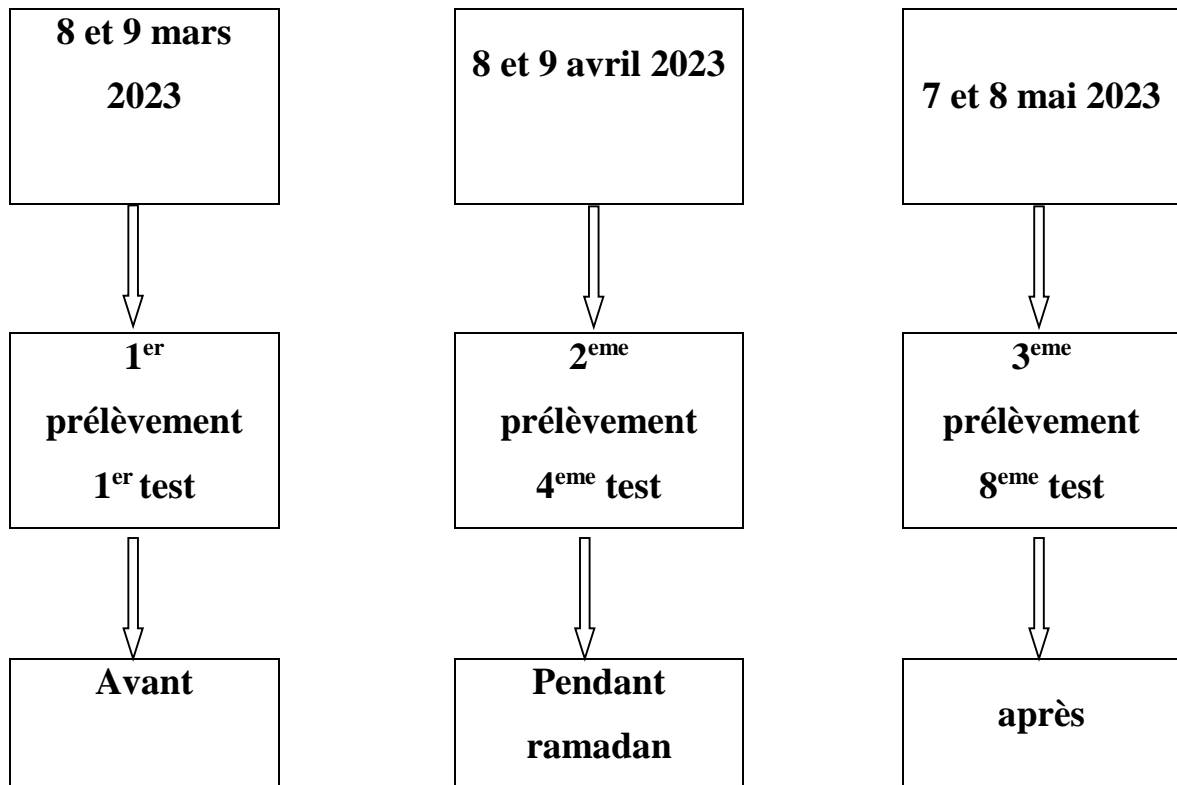 8 et 9 mars
2023
8 et 9 avril 2023
7 et 8 mai 2023
1er
prélèvement
1er test
2eme
prélèvement
4eme test
3eme
prélèvement
8eme test
Avant
Pendant
ramadan
après